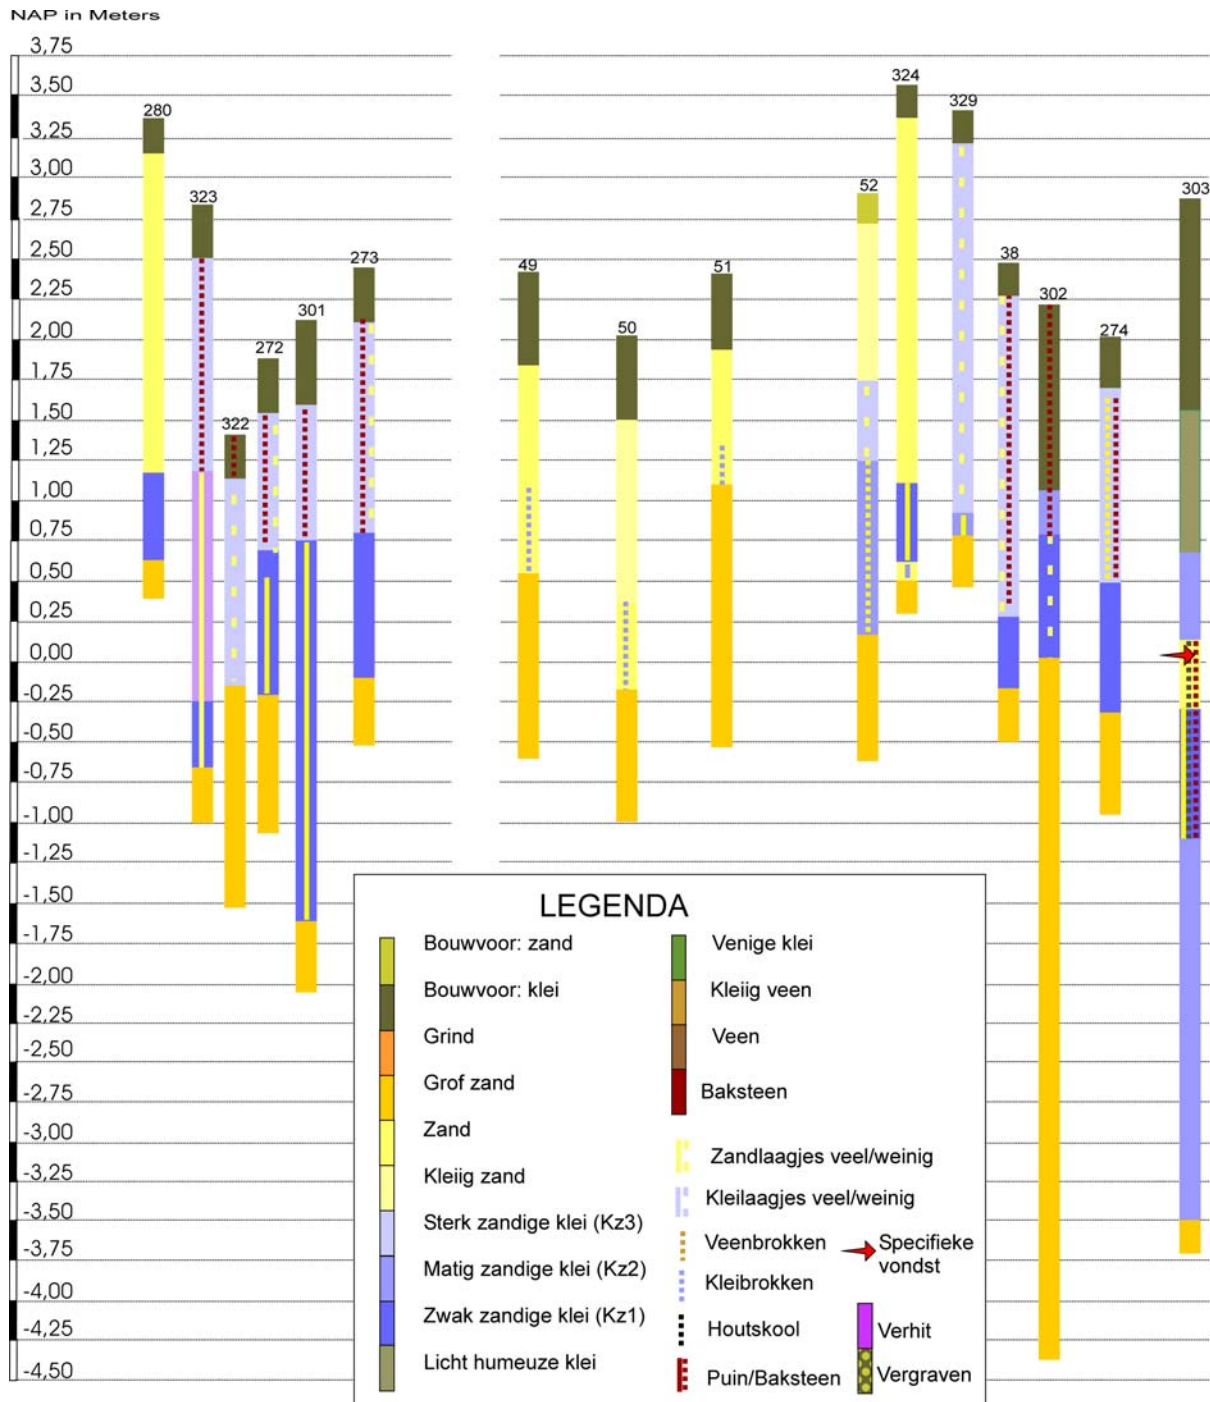 NAP in Meters
3,75
3,50
3,25
3,00
2,75
2,50
2,25
2,00
1,75
1,50
1,25
1,00
0,75
0,50
0,25
0,00
-0,25
-0,50
-0,75
-1,00
-1,25
-1,50
-1,75
-2,00
-2,25
-2,50
-2,75
-3,00
-3,25
-3,50
-3,75
-4,00
-4,25
-4,50
280
323
322
272
301
273
49
50
51
52
324
329
38
302
274
303
LEGENDA
Bouwvoor: zand
Bouwvoor: klei
Grind
Grof zand
Zand
Kleiig zand
Sterk zandige klei (Kz3)
Matig zandige klei (Kz2)
Zwak zandige klei (Kz1)
Licht humeuze klei
Venige klei
Kleiig veen
Veen
Baksteen
Zandlaagjes veel/weinig
Kleilaagjes veel/weinig
Veenbrokken
Kleibrokken
Houtskool
Puin/Baksteen
Specifieke
vondst
Verhit
Vergraven